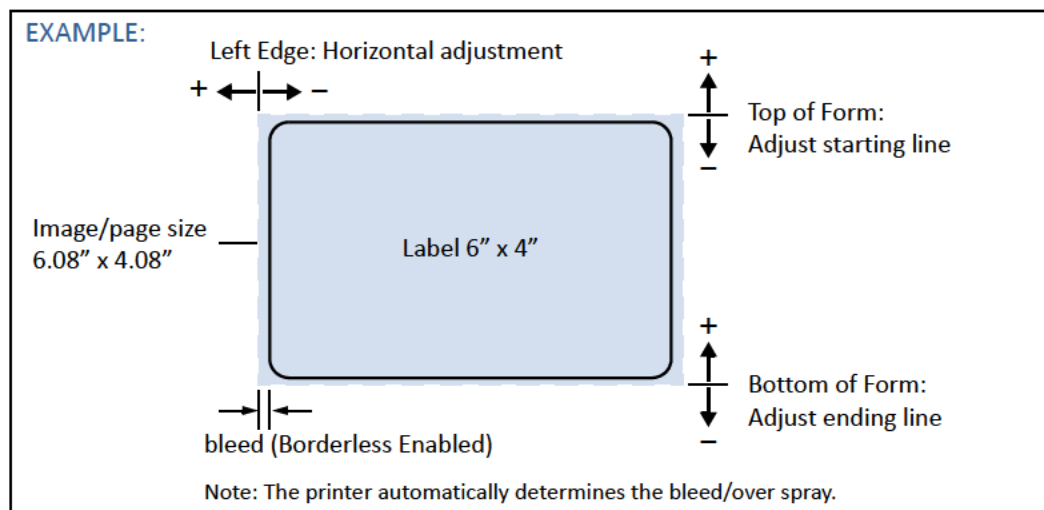 EXAMPLE:
Left Edge: Horizontal adjustment
+ –
+
Top of Form:
Adjust starting line
–
Image/page size
6.08” x 4.08”
Label 6” x 4”
+
Bottom of Form:
Adjust ending line
–
bleed (Borderless Enabled)
Note: The printer automatically determines the bleed/over spray.